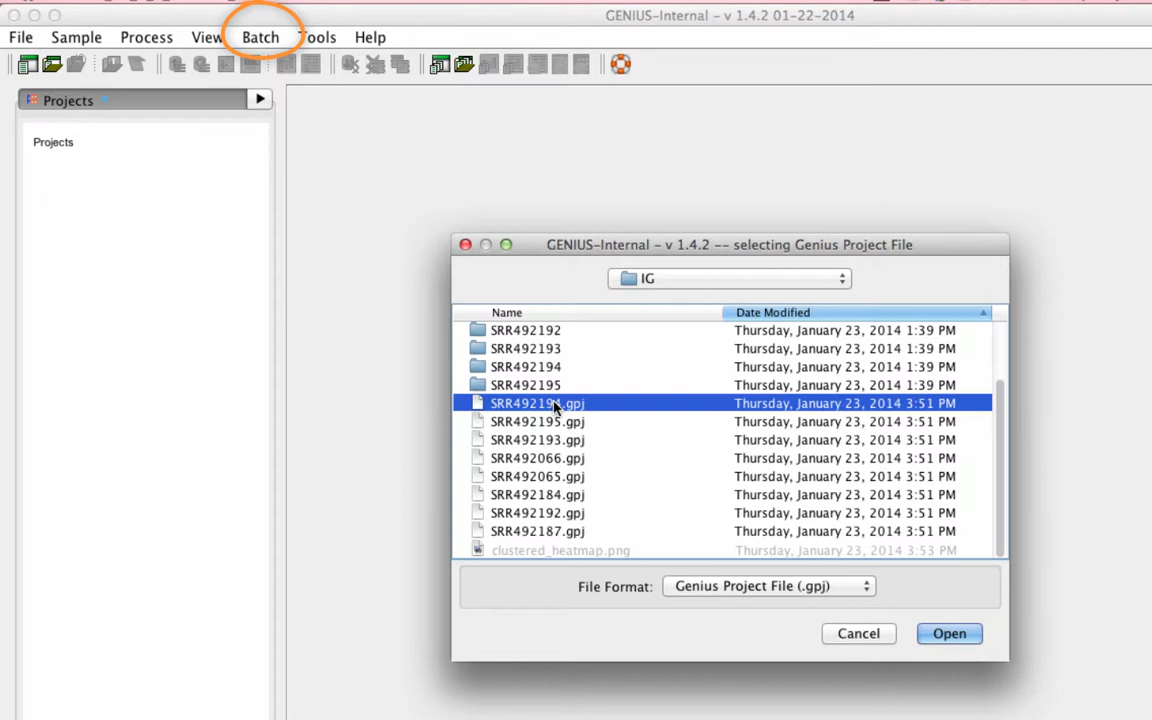 GENIUS-Internal - v 1.4.2 01-22-2014
File Sample Process View Batch Tools Help
Projects
Projects
GENIUS-Internal - v 1.4.2 -- selecting Genius Project File
IG
Name Date Modified
SRR492192 Thursday, January 23, 2014 1:39 PM
SRR492193 Thursday, January 23, 2014 1:39 PM
SRR492194 Thursday, January 23, 2014 1:39 PM
SRR492195 Thursday, January 23, 2014 1:39 PM
SRR492194.gpj Thursday, January 23, 2014 3:51 PM
SRR492195.gpj Thursday, January 23, 2014 3:51 PM
SRR492193.gpj Thursday, January 23, 2014 3:51 PM
SRR492066.gpj Thursday, January 23, 2014 3:51 PM
SRR492065.gpj Thursday, January 23, 2014 3:51 PM
SRR492184.gpj Thursday, January 23, 2014 3:51 PM
SRR492192.gpj Thursday, January 23, 2014 3:51 PM
SRR492187.gpj Thursday, January 23, 2014 3:51 PM
clustered_heatmap.png Thursday, January 23, 2014 3:53 PM
File Format: Genius Project File (.gpj)
Cancel Open